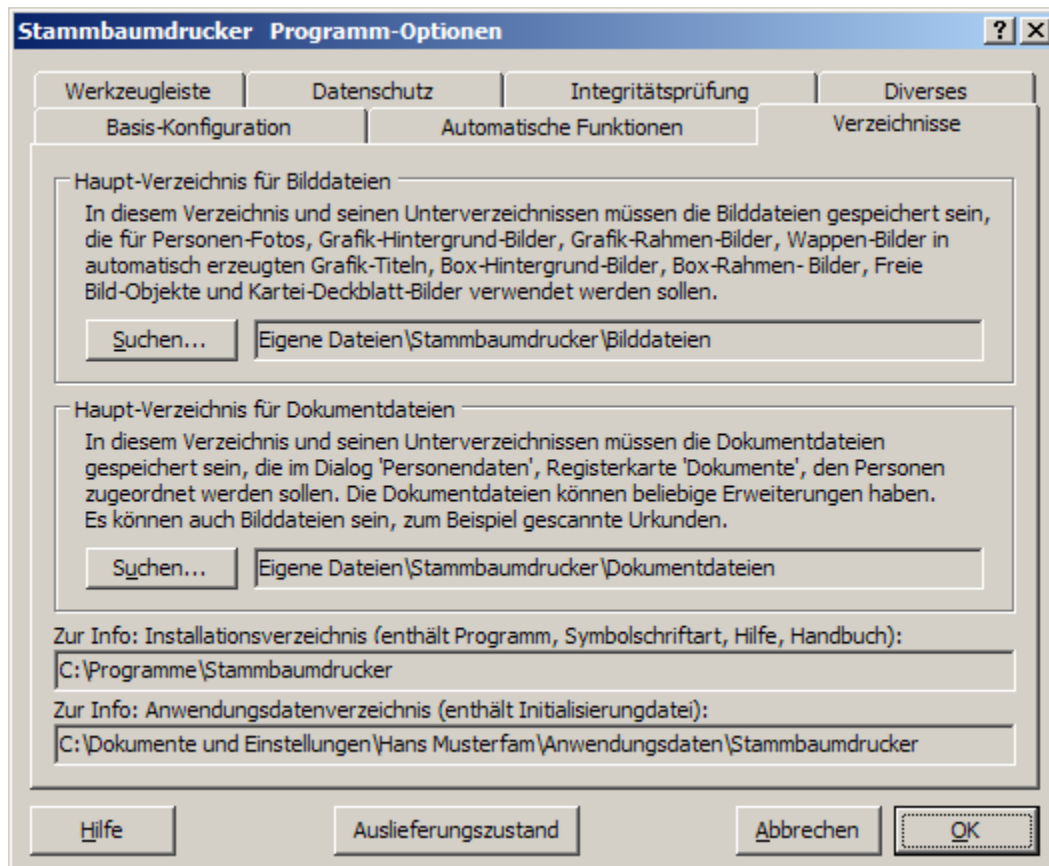 Stammbaumdrucker   Programm-Optionen
Werkzeugleiste Datenschutz Integritätsprüfung Diverses
Basis-Konfiguration Automatische Funktionen Verzeichnisse
Haupt-Verzeichnis für Bilddateien
In diesem Verzeichnis und seinen Unterverzeichnissen müssen die Bilddateien gespeichert sein,
die für Personen-Fotos, Grafik-Hintergrund-Bilder, Grafik-Rahmen-Bilder, Wappen-Bilder in
automatisch erzeugten Grafik-Titeln, Box-Hintergrund-Bilder, Box-Rahmen- Bilder, Freie
Bild-Objekte und Kartei-Deckblatt-Bilder verwendet werden sollen.
Suchen... Eigene Dateien\Stammbaumdrucker\Bilddateien
Haupt-Verzeichnis für Dokumentdateien
In diesem Verzeichnis und seinen Unterverzeichnissen müssen die Dokumentdateien
gespeichert sein, die im Dialog 'Personendaten', Registerkarte 'Dokumente', den Personen
zugeordnet werden sollen. Die Dokumentdateien können beliebige Erweiterungen haben.
Es können auch Bilddateien sein, zum Beispiel gescannte Urkunden.
Suchen... Eigene Dateien\Stammbaumdrucker\Dokumentdateien
Zur Info: Installationsverzeichnis (enthält Programm, Symbolschriftart, Hilfe, Handbuch):
C:\Programme\Stammbaumdrucker
Zur Info: Anwendungsdatenverzeichnis (enthält Initialisierungdatei):
C:\Dokumente und Einstellungen\Hans Musterfam\Anwendungsdaten\Stammbaumdrucker
Hilfe Auslieferungszustand Abbrechen OK